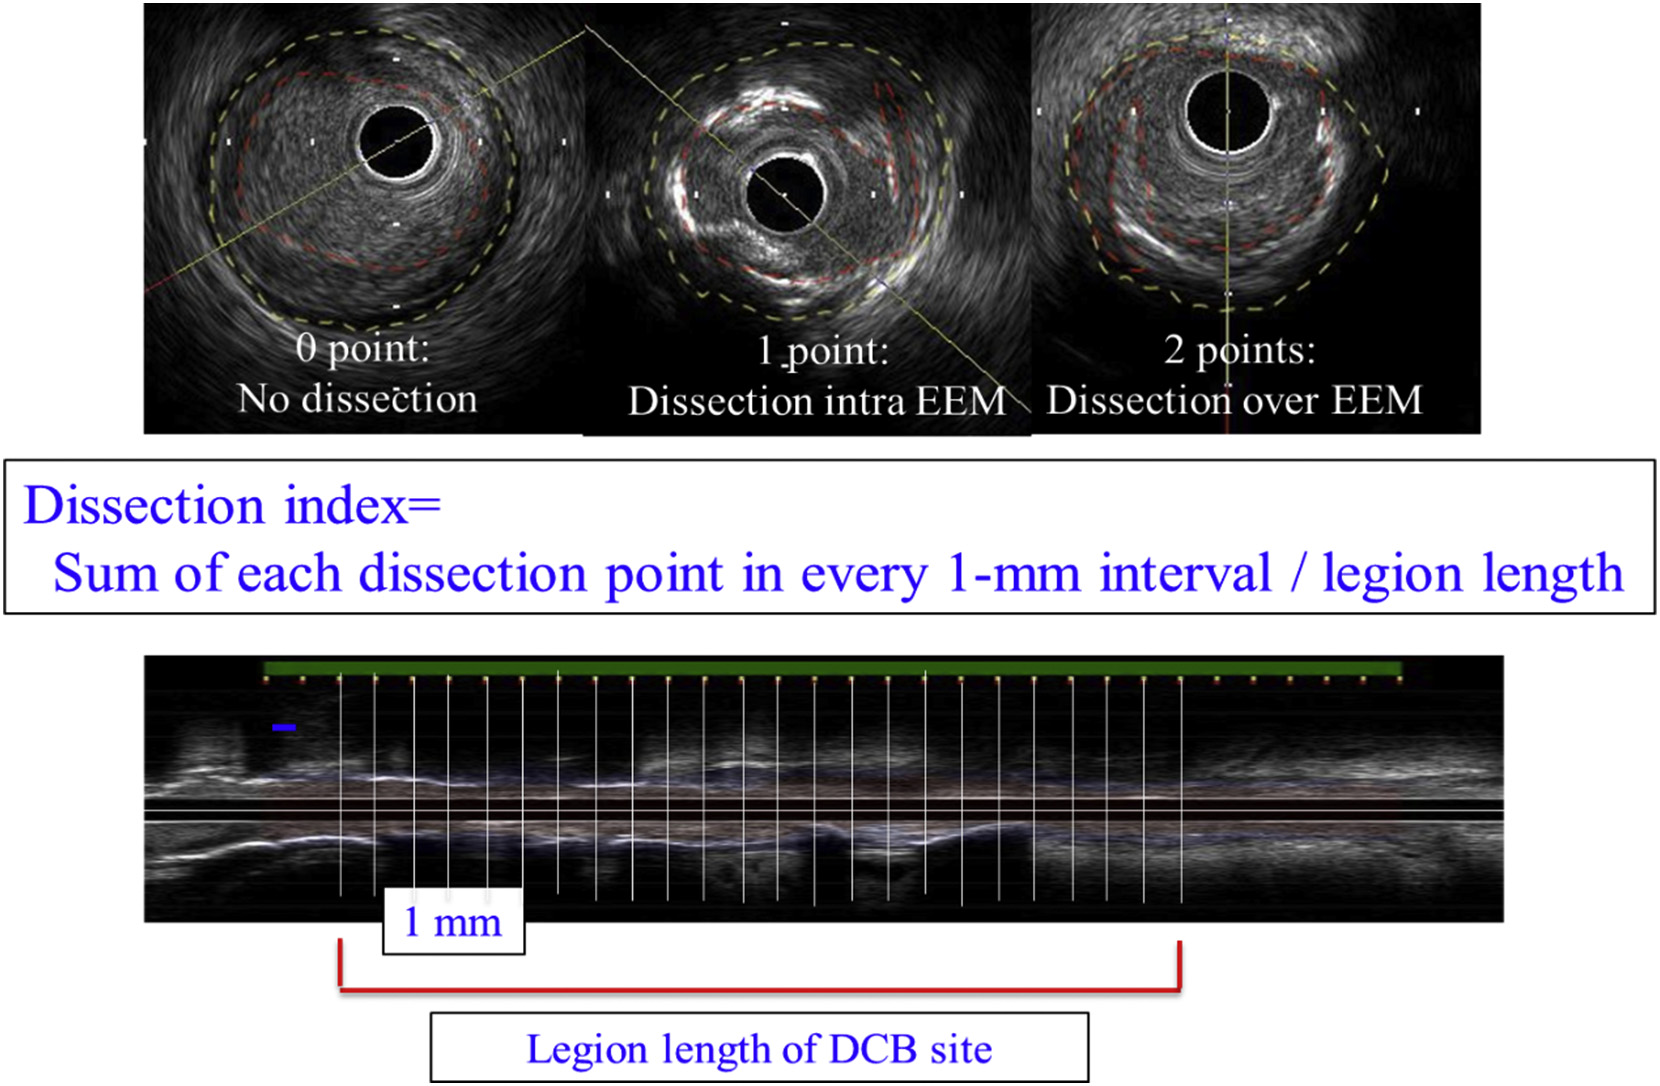 0 point:
No dissection
1 point:
Dissection intra EEM
2 points:
Dissection over EEM
Dissection index=
Sum of each dissection point in every 1-mm interval / legion length
1 mm
Legion length of DCB site